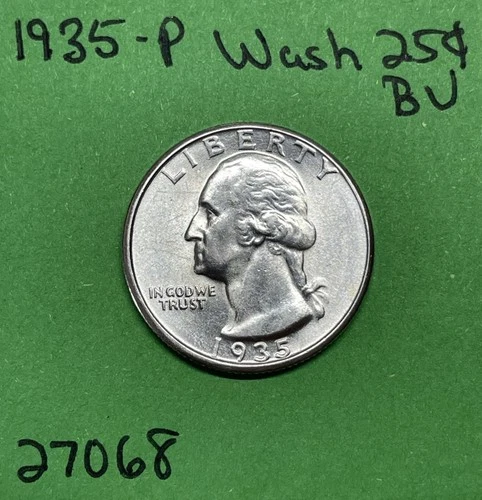 1935-P Wash 25¢
BU
LIBERTY
IN GOD WE
TRUST
1935
27068